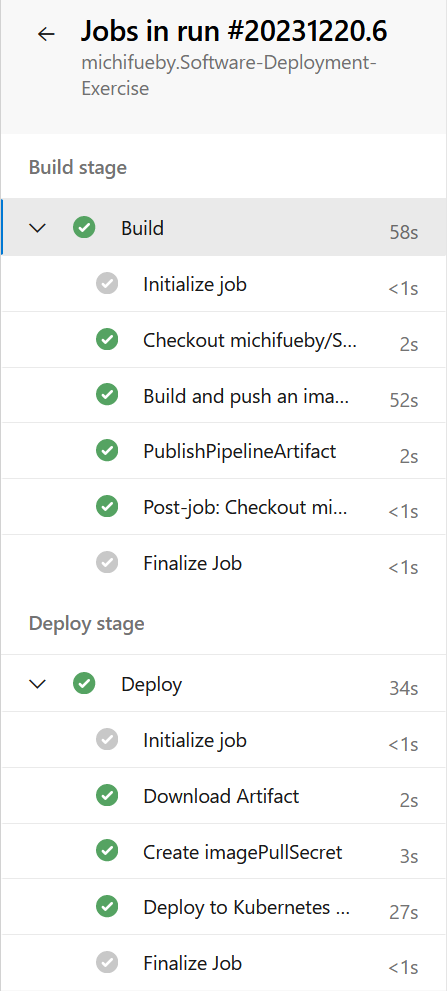 Jobs in run #20231220.6
michifueby.Software-Deployment-
Exercise
Build stage
Build 58s
Initialize job <1s
Checkout michifueby/S... 2s
Build and push an ima... 52s
PublishPipelineArtifact 2s
Post-job: Checkout mi... <1s
Finalize Job <1s
Deploy stage
Deploy 34s
Initialize job <1s
Download Artifact 2s
Create imagePullSecret 3s
Deploy to Kubernetes ... 27s
Finalize Job <1s